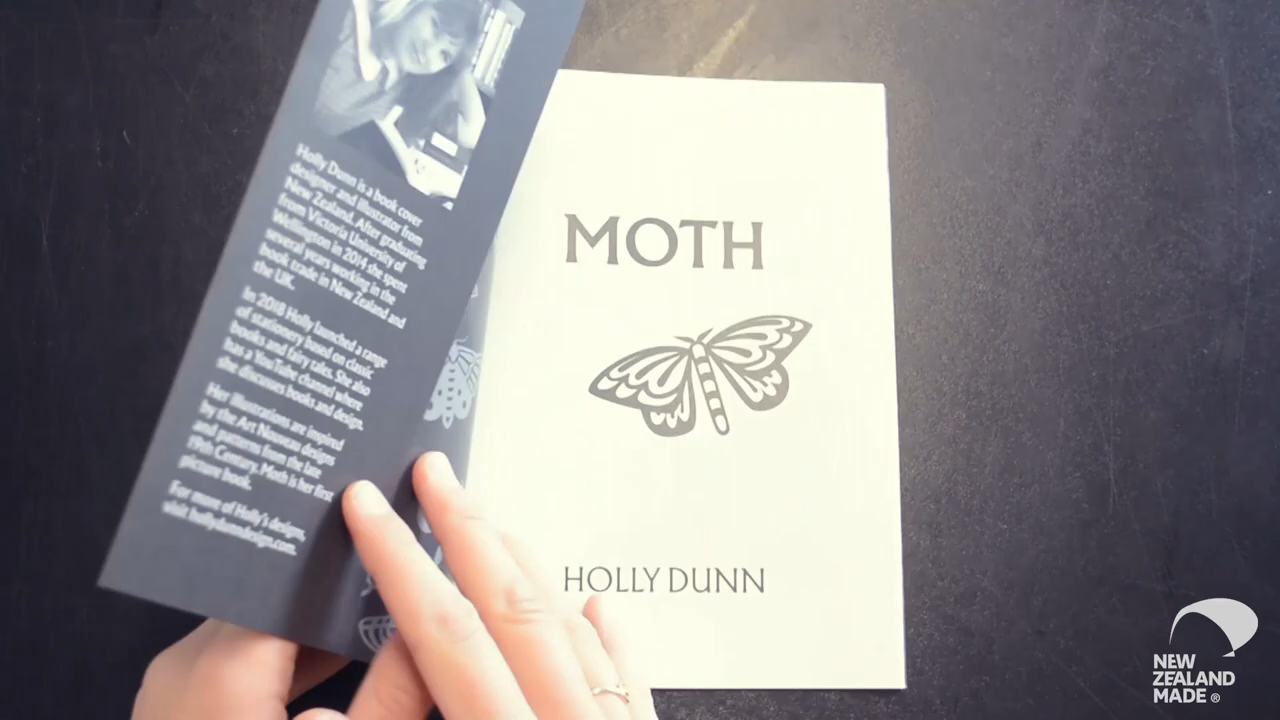 Holly Dunn is a book cover
designer and illustrator from
New Zealand. After graduating
from Victoria University of
Wellington in 2014 she spent
several years working in the
book trade in New Zealand and
the UK.
In 2018 Holly launched a range
of stationery based on classic
books and fairy tales. She also
has a YouTube channel where
she discusses books and design.
Her illustrations are inspired
by the Art Nouveau designs
and patterns from the late
19th Century. Moth is her first
picture book.
For more of Holly's designs,
visit hollydunndesign.com.
MOTH
HOLLY DUNN
NEW
ZEALAND
MADE ®